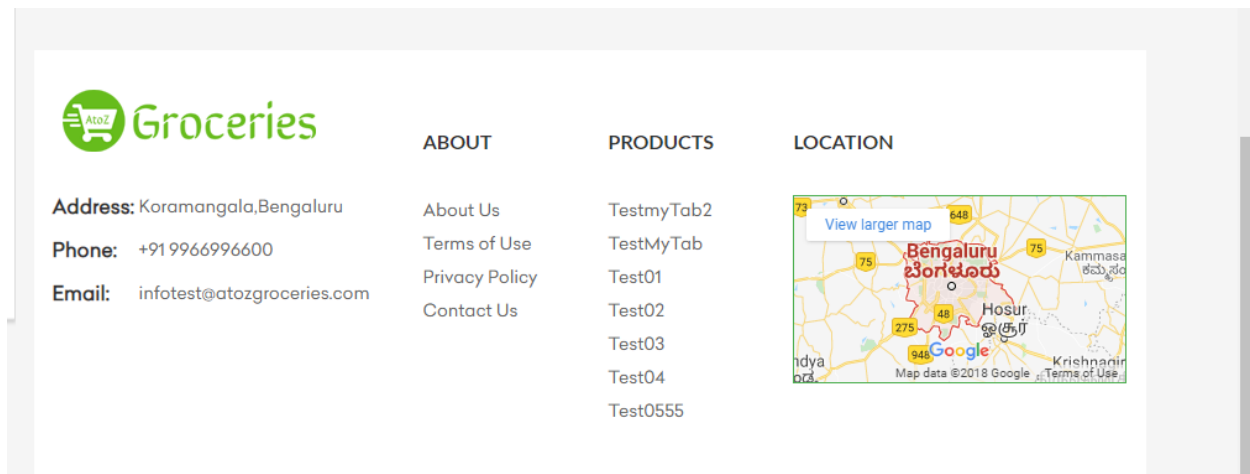 AtoZ Groceries
Address: Koramangala,Bengaluru
Phone: +91 9966996600
Email: infotest@atozgroceries.com
ABOUT
About Us
Terms of Use
Privacy Policy
Contact Us
PRODUCTS
TestmyTab2
TestMyTab
Test01
Test02
Test03
Test04
Test0555
LOCATION
73
View larger map
648
Bengaluru
ಬೆಂಗಳೂರು
75
75
Kammasa
48
Hosur
ஓசூர்
275
948
Google
ndya
Krishnagir
Map data ©2018 Google
Terms of Use